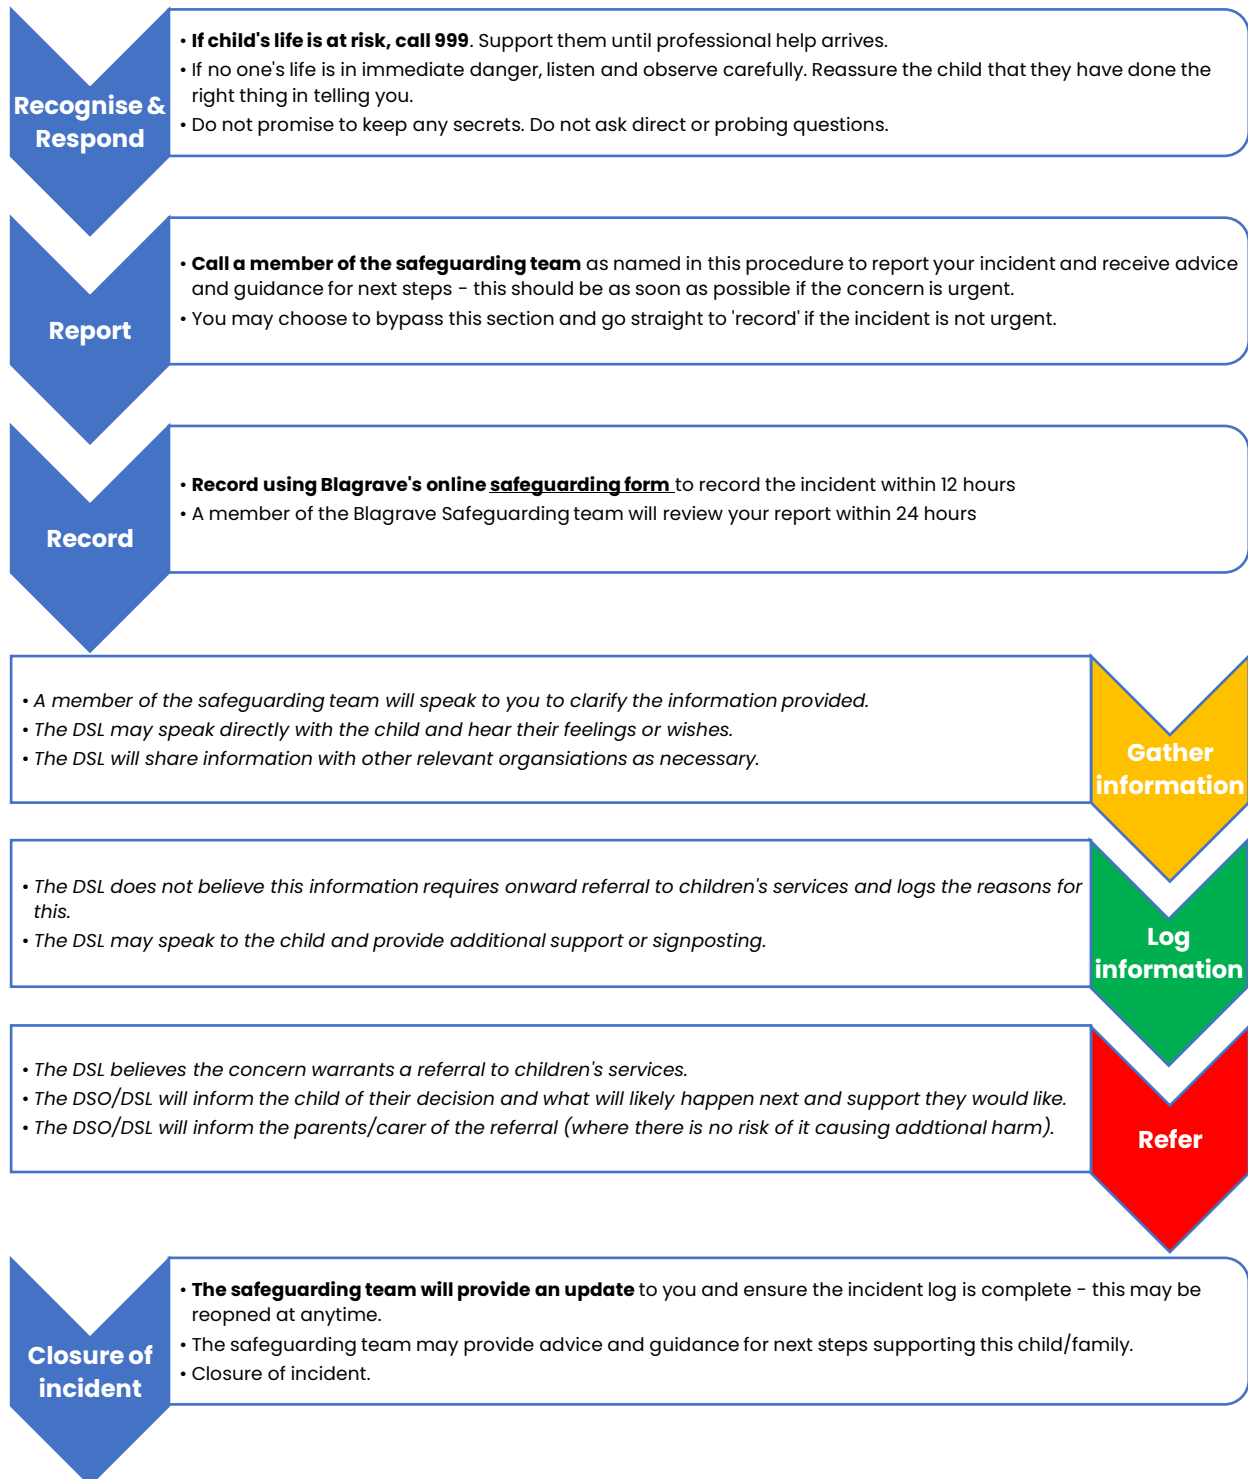 Recognise &
Respond
• If child's life is at risk, call 999. Support them until professional help arrives.
• If no one's life is in immediate danger, listen and observe carefully. Reassure the child that they have done the
right thing in telling you.
• Do not promise to keep any secrets. Do not ask direct or probing questions.
Report
• Call a member of the safeguarding team as named in this procedure to report your incident and receive advice
and guidance for next steps - this should be as soon as possible if the concern is urgent.
• You may choose to bypass this section and go straight to 'record' if the incident is not urgent.
Record
• Record using Blagrave's online safeguarding form to record the incident within 12 hours
• A member of the Blagrave Safeguarding team will review your report within 24 hours
• A member of the safeguarding team will speak to you to clarify the information provided.
• The DSL may speak directly with the child and hear their feelings or wishes.
• The DSL will share information with other relevant organsiations as necessary.
Gather
information
• The DSL does not believe this information requires onward referral to children's services and logs the reasons for
this.
• The DSL may speak to the child and provide additional support or signposting.
Log
information
• The DSL believes the concern warrants a referral to children's services.
• The DSO/DSL will inform the child of their decision and what will likely happen next and support they would like.
• The DSO/DSL will inform the parents/carer of the referral (where there is no risk of it causing addtional harm).
Refer
Closure of
incident
• The safeguarding team will provide an update to you and ensure the incident log is complete - this may be
reopned at anytime.
• The safeguarding team may provide advice and guidance for next steps supporting this child/family.
• Closure of incident.